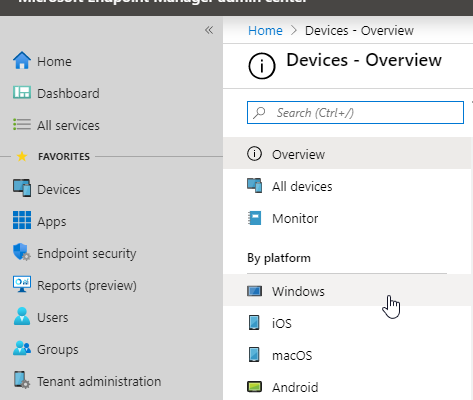 Microsoft Endpoint Manager admin center
«
Home
Dashboard
All services
FAVORITES
Devices
Apps
Endpoint security
Reports (preview)
Users
Groups
Tenant administration
Home > Devices - Overview
Devices - Overview
Search (Ctrl+/)
Overview
All devices
Monitor
By platform
Windows
iOS
macOS
Android